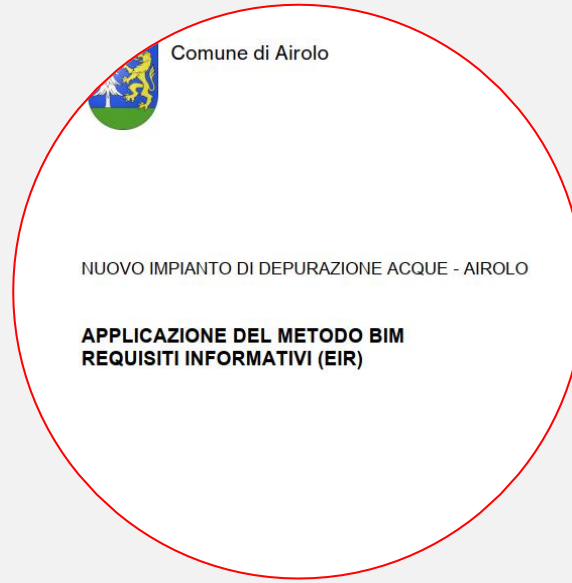 Comune di Airolo
NUOVO IMPIANTO DI DEPURAZIONE ACQUE - AIROLO
APPLICAZIONE DEL METODO BIM
REQUISITI INFORMATIVI (EIR)